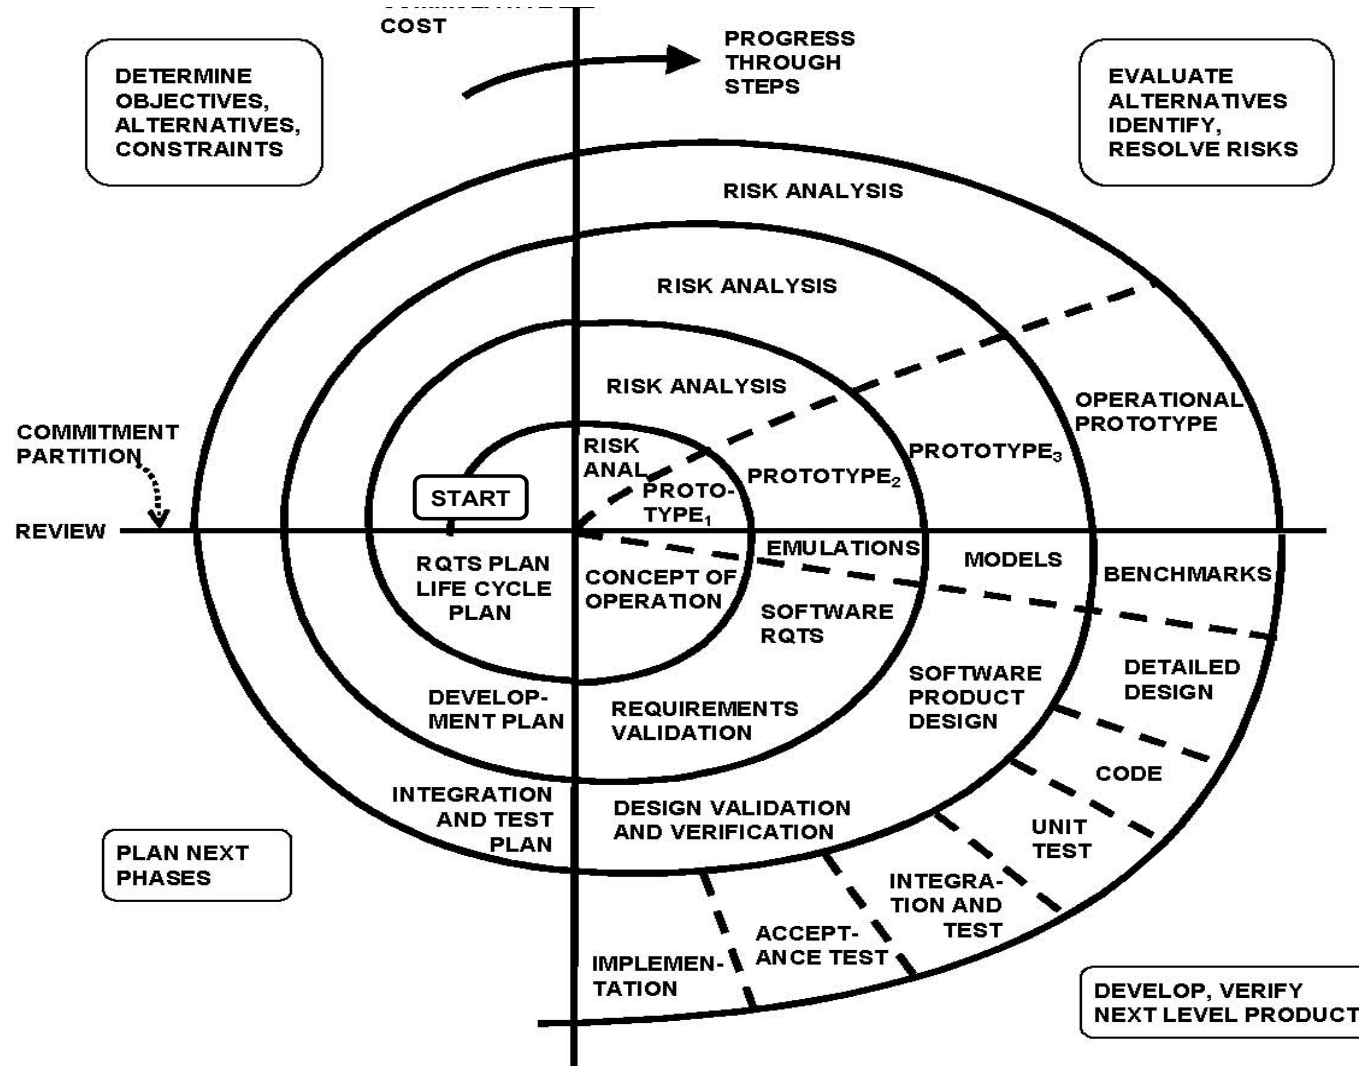 COST
PROGRESS
THROUGH
STEPS
DETERMINE
OBJECTIVES,
ALTERNATIVES,
CONSTRAINTS
EVALUATE
ALTERNATIVES
IDENTIFY,
RESOLVE RISKS
RISK ANALYSIS
RISK ANALYSIS
RISK ANALYSIS
RISK
ANAL.
OPERATIONAL
PROTOTYPE
PROTOTYPE3
PROTOTYPE2
PROTO-
TYPE1
COMMITMENT
PARTITION
START
REVIEW
RQTS PLAN
LIFE CYCLE
PLAN
CONCEPT OF
OPERATION
EMULATIONS
MODELS
BENCHMARKS
SOFTWARE
RQTS
SOFTWARE
PRODUCT
DESIGN
DETAILED
DESIGN
DEVELOP-
MENT PLAN
REQUIREMENTS
VALIDATION
CODE
INTEGRATION
AND TEST
PLAN
DESIGN VALIDATION
AND VERIFICATION
UNIT
TEST
PLAN NEXT
PHASES
INTEGRA-
TION AND
TEST
ACCEPT-
ANCE TEST
IMPLEMEN-
TATION
DEVELOP, VERIFY
NEXT LEVEL PRODUCT